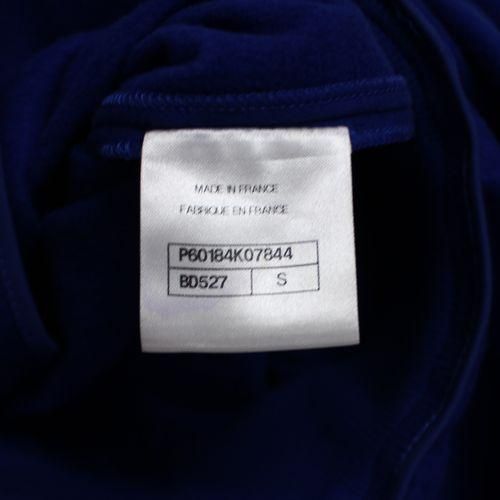 MADE IN FRANCE
FABRIQUE EN FRANCE
P60184K07844
BD527 S